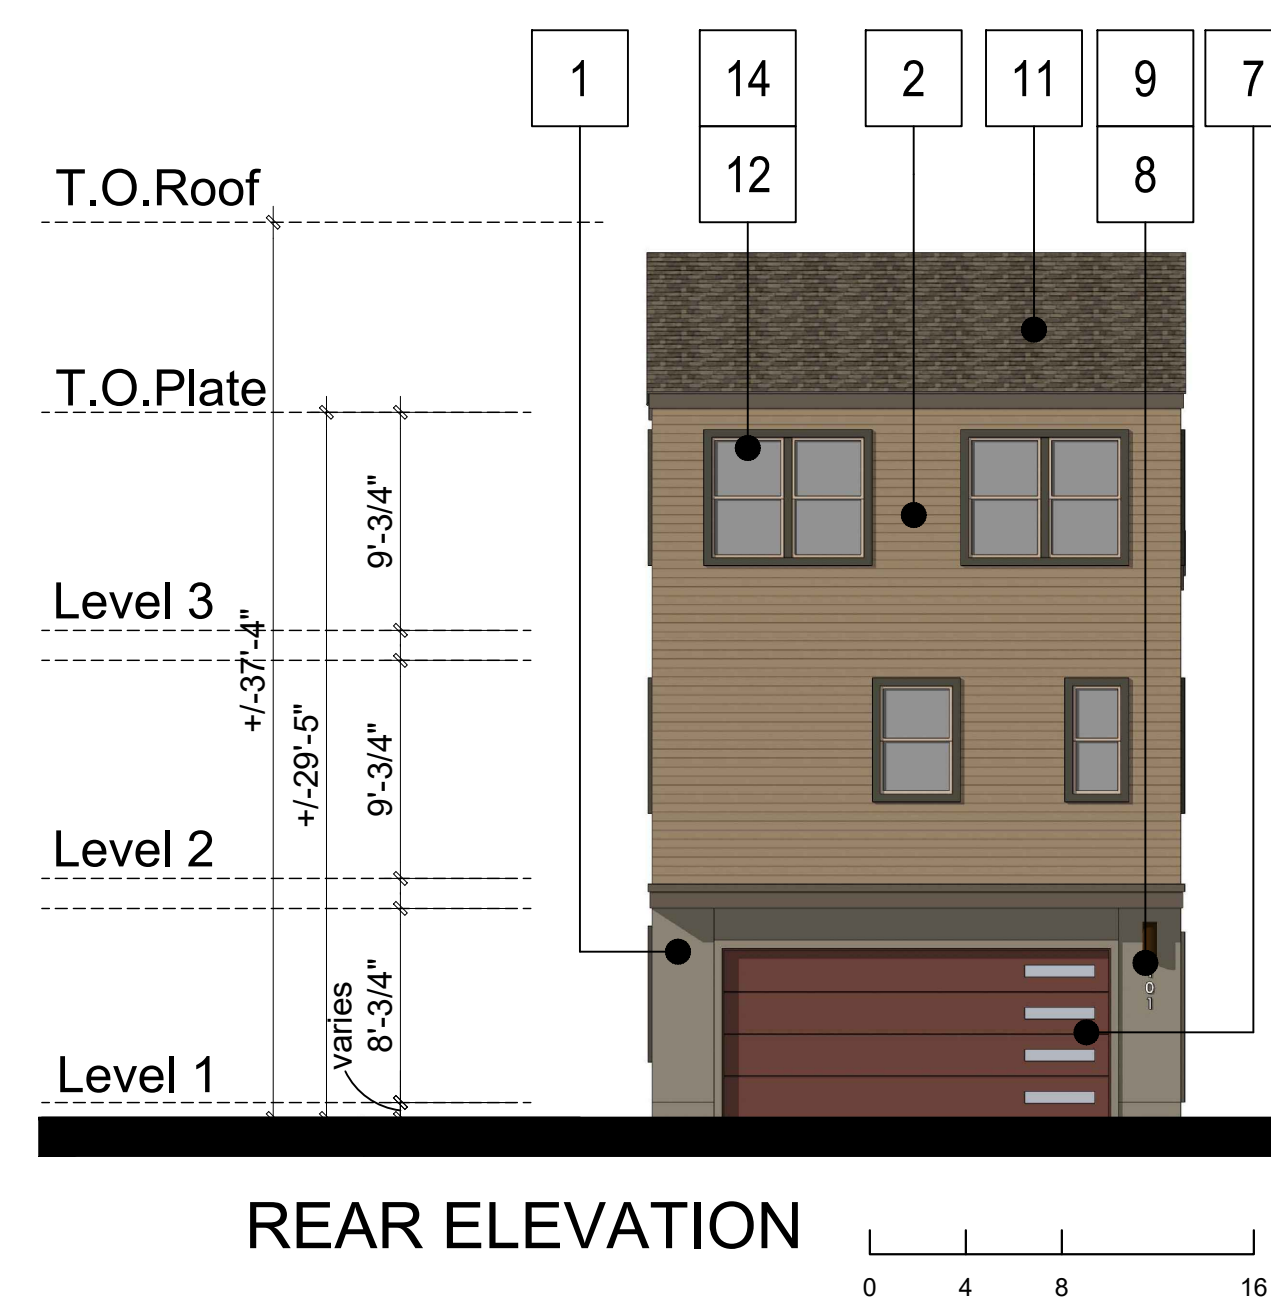 1
14
2
11
9
7
12
8
T.O.Roof
T.O.Plate
9'-3/4"
Level 3
+/-37'-4"
+/-29'-5"
9'-3/4"
Level 2
varies
8'-3/4"
01
Level 1
REAR ELEVATION
0 4 8 16